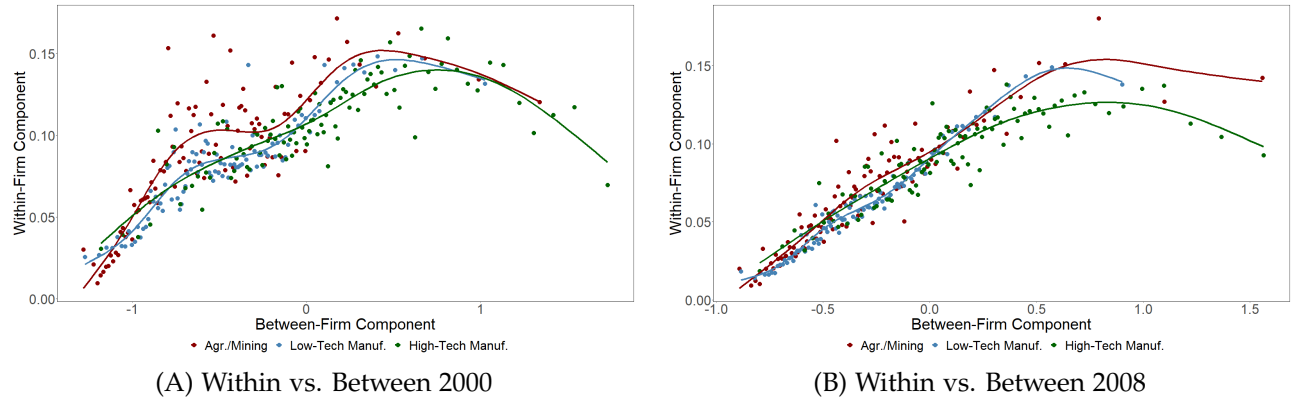 0.15
0.10
0.05
0.00
Within-Firm Component
-1
0
1
Between-Firm Component
Agr./Mining Low-Tech Manuf. High-Tech Manuf.
(A) Within vs. Between 2000
0.15
0.10
0.05
0.00
Within-Firm Component
-1.0
-0.5
0.0
0.5
1.0
1.5
Between-Firm Component
Agr./Mining Low-Tech Manuf. High-Tech Manuf.
(B) Within vs. Between 2008